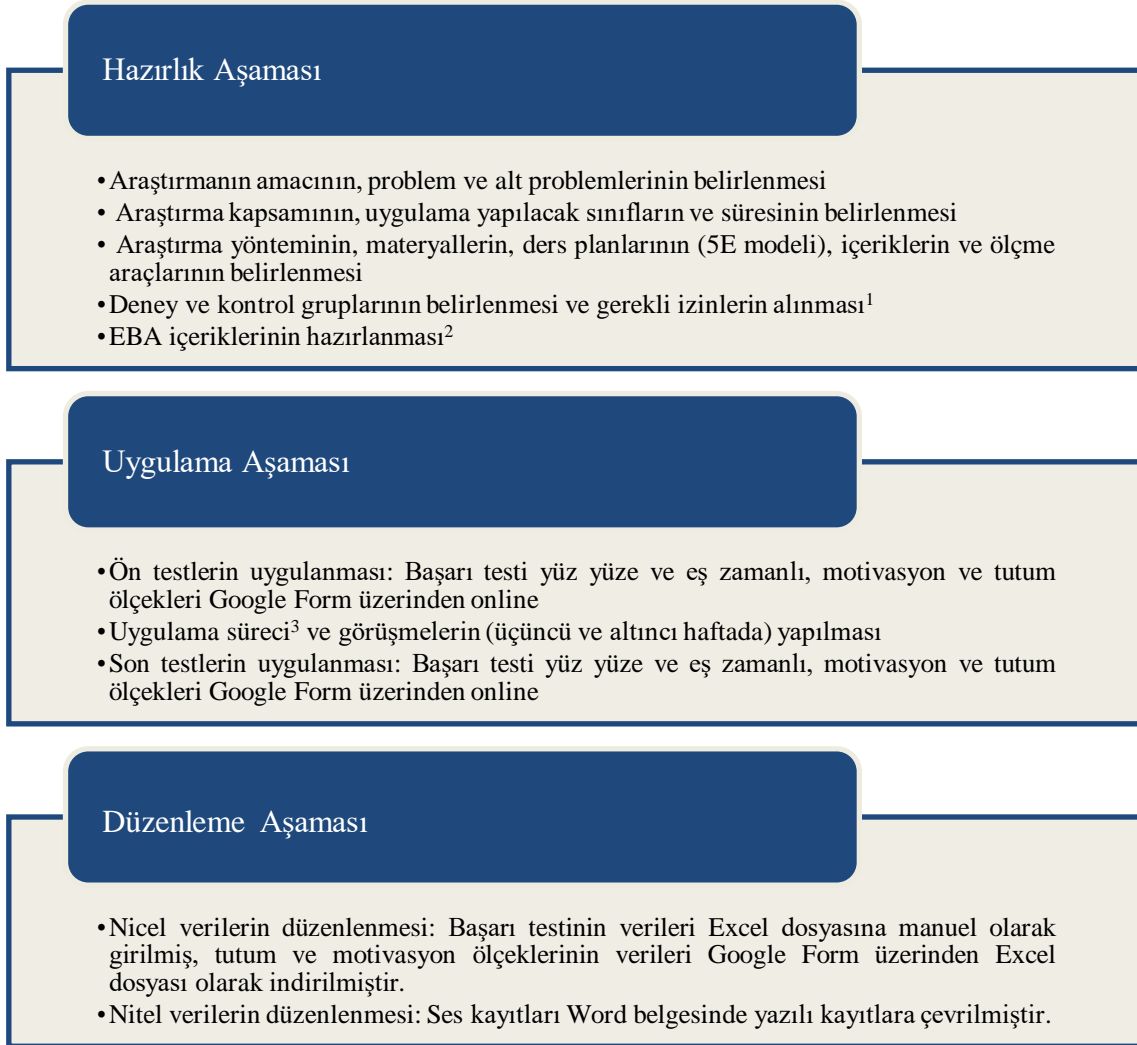 Hazırlık Aşaması
•Araştırmanın amacının, problem ve alt problemlerinin belirlenmesi
• Araştırma kapsamının, uygulama yapılacak sınıfların ve süresinin belirlenmesi
• Araştırma yönteminin, materyallerin, ders planlarının (5E modeli), içeriklerin ve ölçme
araçlarının belirlenmesi
•Deney ve kontrol gruplarının belirlenmesi ve gerekli izinlerin alınması¹
•EBA içeriklerinin hazırlanması²
Uygulama Aşaması
•Ön testlerin uygulanması: Başarı testi yüz yüze ve eş zamanlı, motivasyon ve tutum
ölçekleri Google Form üzerinden online
•Uygulama süreci³ ve görüşmelerin (üçüncü ve altıncı haftada) yapılması
•Son testlerin uygulanması: Başarı testi yüz yüze ve eş zamanlı, motivasyon ve tutum
ölçekleri Google Form üzerinden online
Düzenleme Aşaması
•Nicel verilerin düzenlenmesi: Başarı testinin verileri Excel dosyasına manuel olarak
girilmiş, tutum ve motivasyon ölçeklerinin verileri Google Form üzerinden Excel
dosyası olarak indirilmiştir.
•Nitel verilerin düzenlenmesi: Ses kayıtları Word belgesinde yazılı kayıtlara çevrilmiştir.